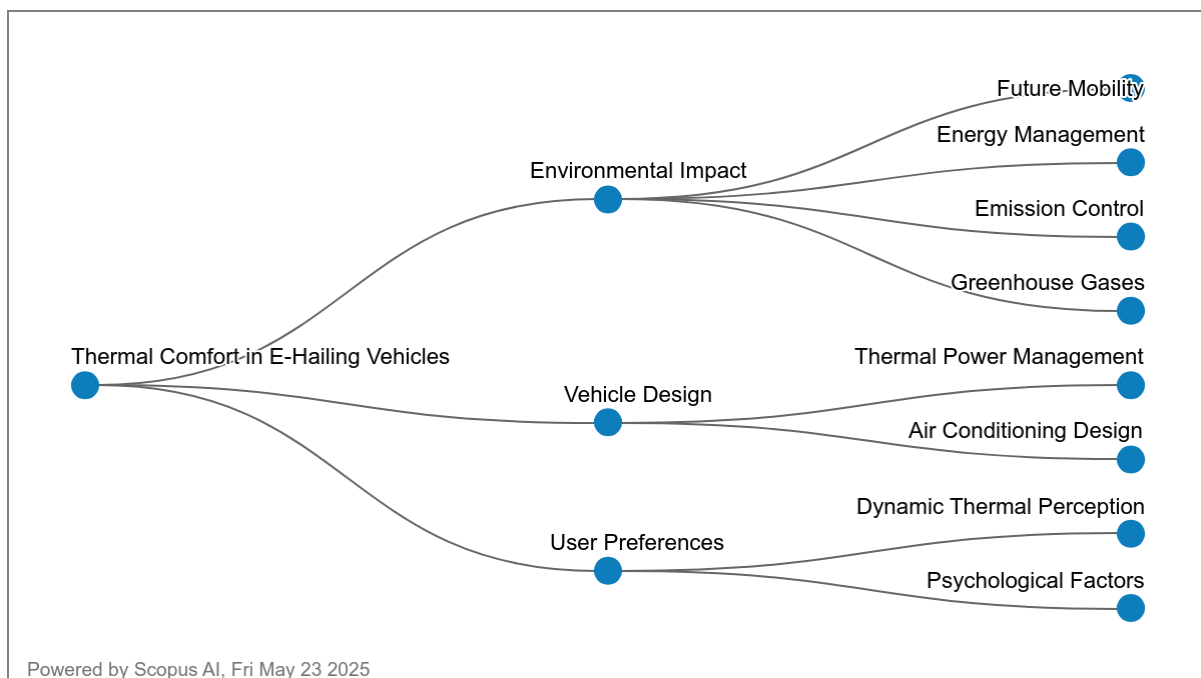 Thermal Comfort in E-Hailing Vehicles
Environmental Impact
Future Mobility
Energy Management
Emission Control
Greenhouse Gases
Vehicle Design
Thermal Power Management
Air Conditioning Design
User Preferences
Dynamic Thermal Perception
Psychological Factors
Powered by Scopus AI, Fri May 23 2025